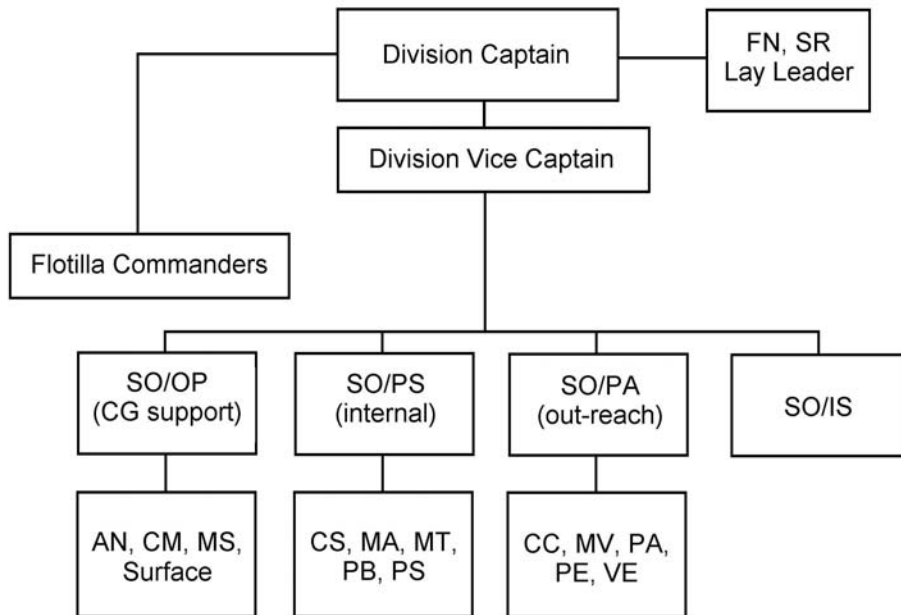 Division Captain
FN, SR
Lay Leader
Division Vice Captain
Flotilla Commanders
SO/OP
(CG support)
SO/PS
(internal)
SO/PA
(out-reach)
SO/IS
AN, CM, MS,
Surface
CS, MA, MT,
PB, PS
CC, MV, PA,
PE, VE